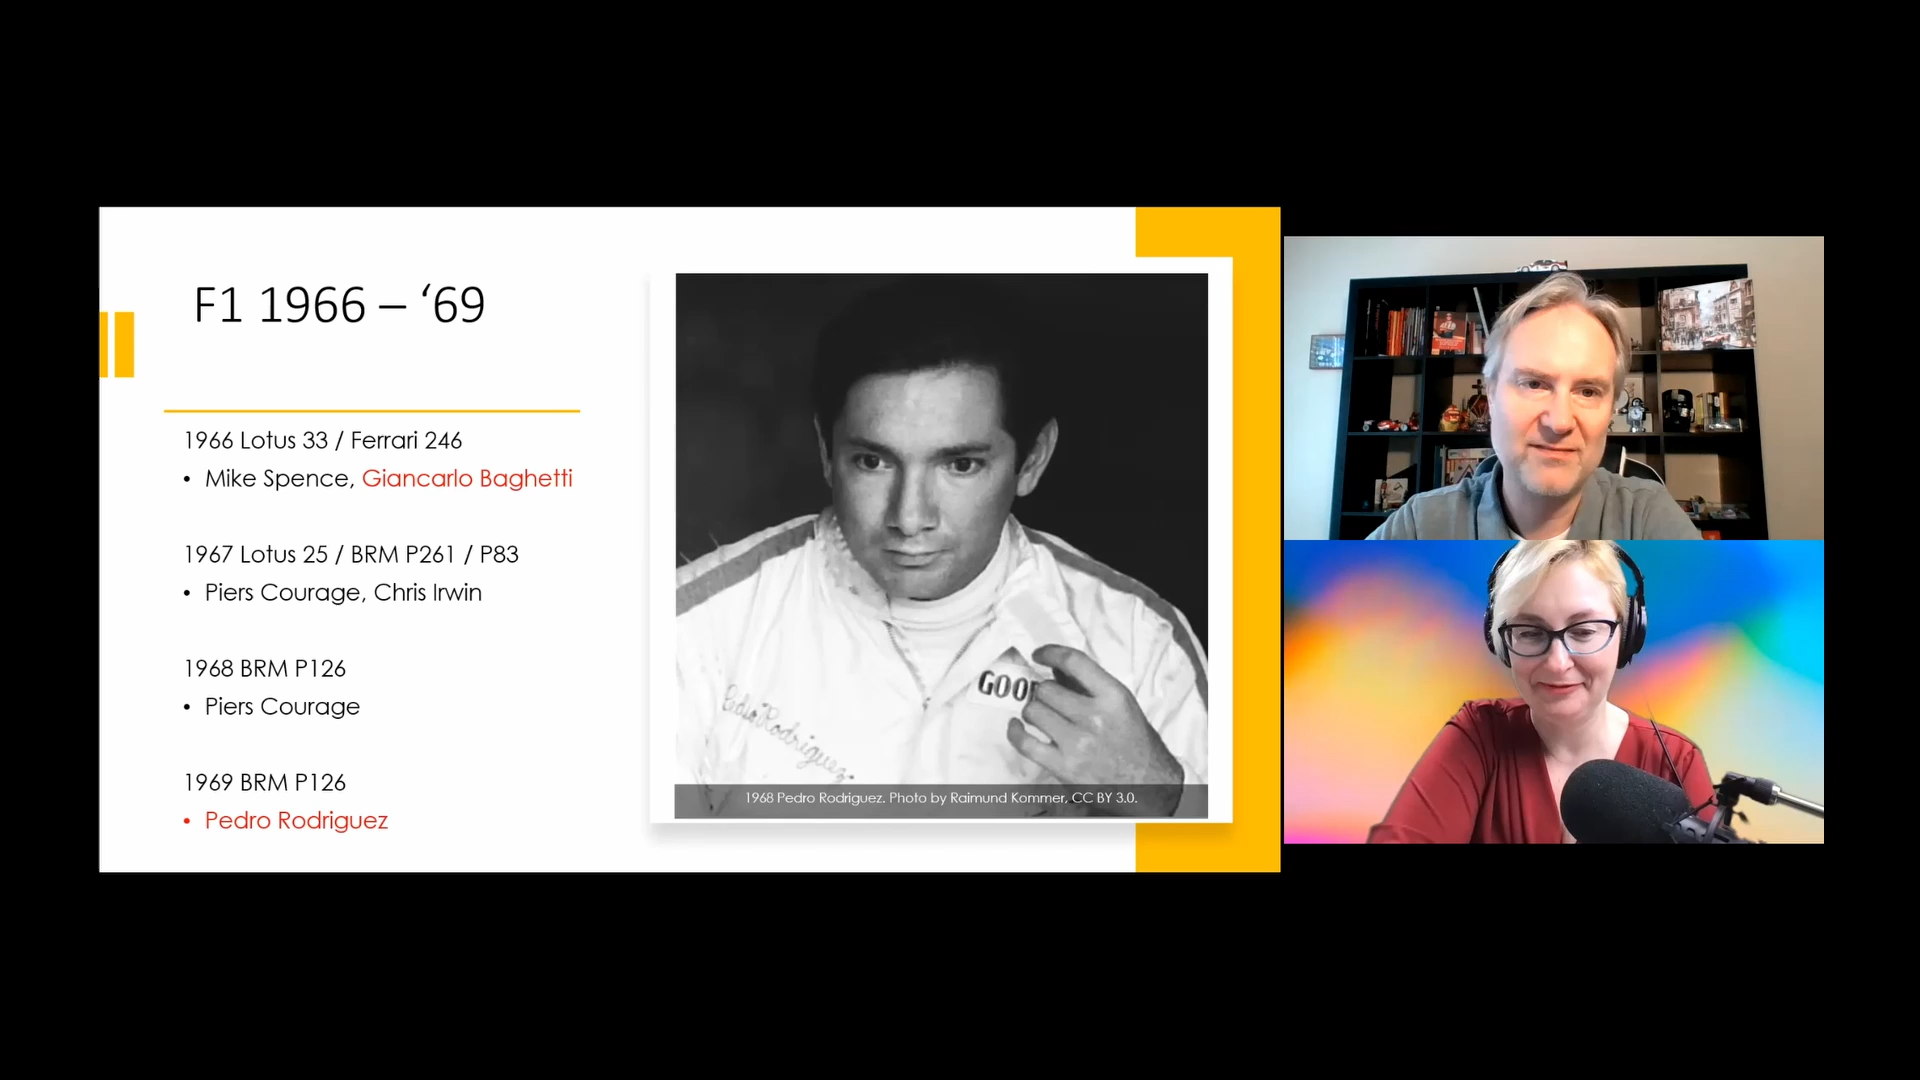 F1 1966 – ‘69
1966 Lotus 33 / Ferrari 246
• Mike Spence, Giancarlo Baghetti
1967 Lotus 25 / BRM P261 / P83
• Piers Courage, Chris Irwin
1968 BRM P126
• Piers Courage
1969 BRM P126
• Pedro Rodriguez
GOO
Pedro Rodriguez
1968 Pedro Rodriguez. Photo by Raimund Kommer, CC BY 3.0.